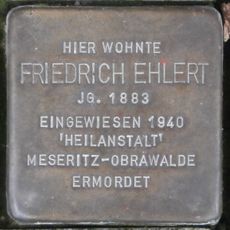 HIER WOHNTE
FRIEDRICH EHLERT
JG. 1883
EINGEWIESEN 1940
'HEILANSTALT'
MESERITZ-OBRAWALDE
ERMORDET